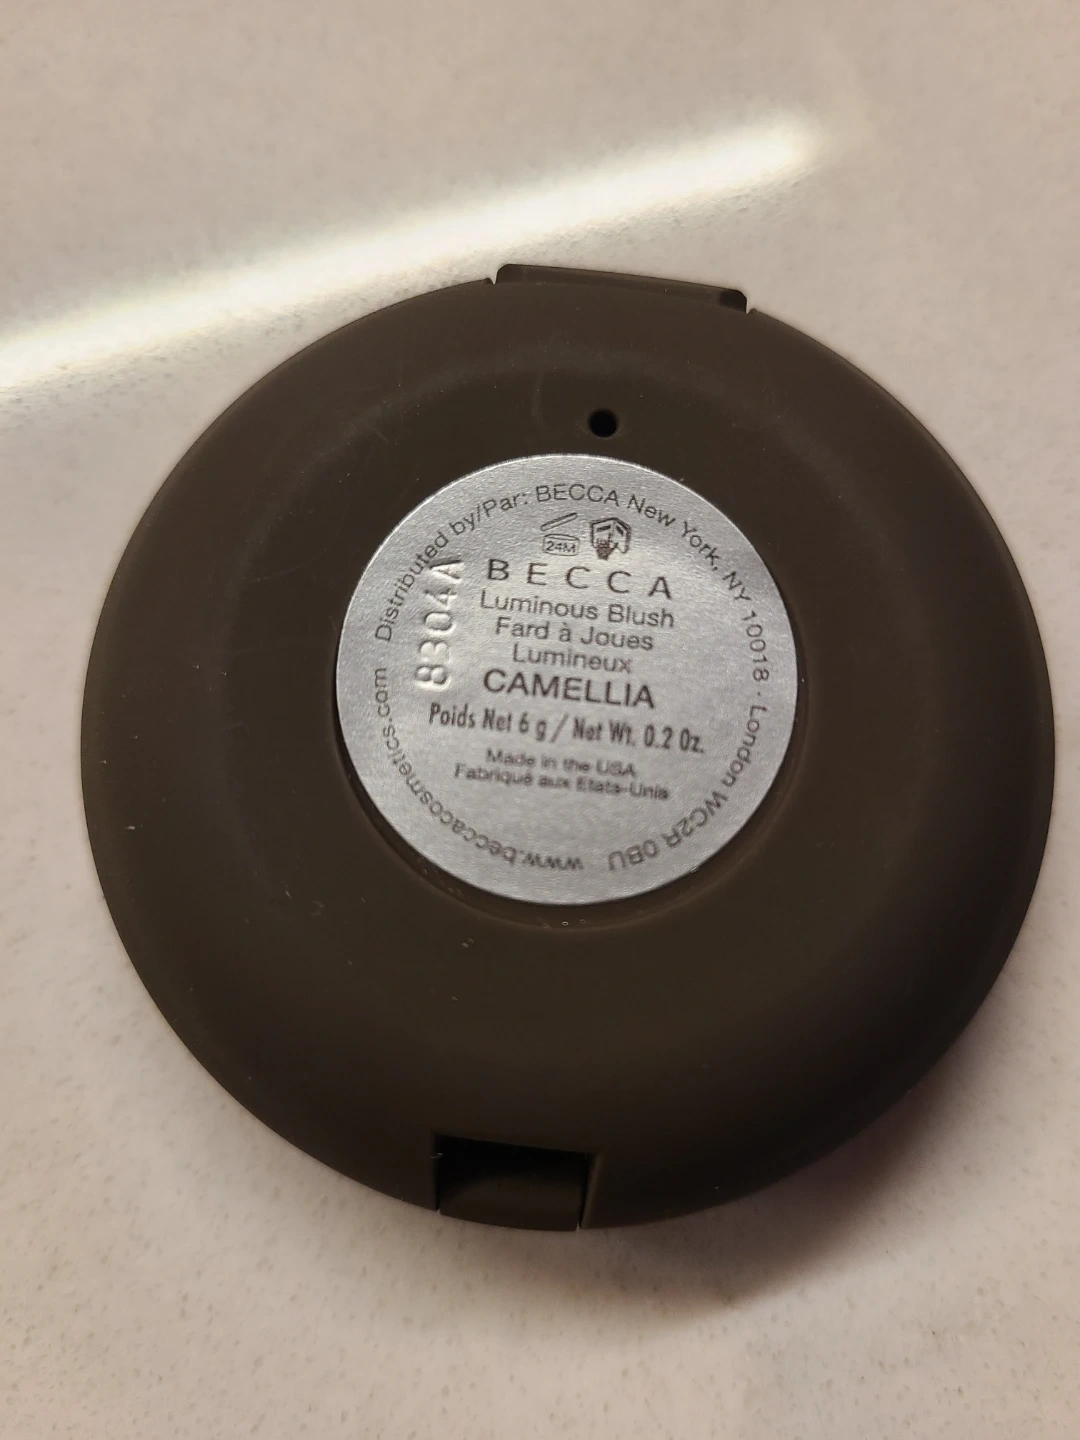 Distributed by/Par: BECCA New York, NY 10018 · London WC2R 0BU
www.beccacosmetics.com
24M
BECCA
Luminous Blush
Fard à Joues
Lumineux
CAMELLIA
Poids Net 6 g / Net Wt. 0.2 Oz.
Made in the USA
Fabriqué aux Etats-Unis
8304A